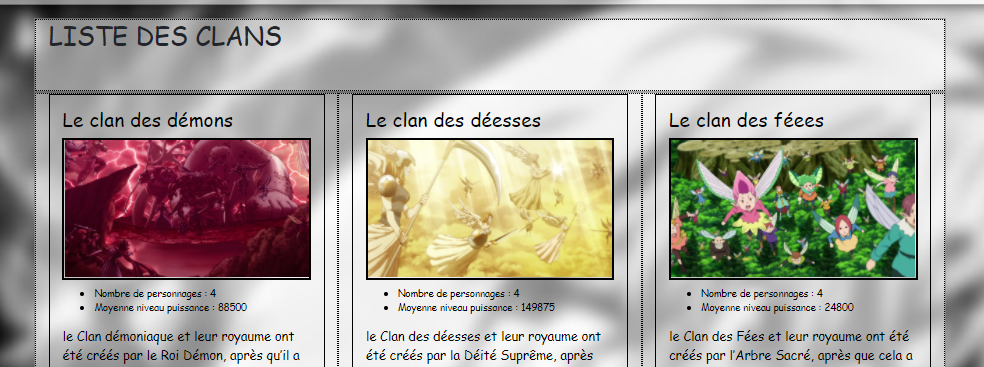 LISTE DES CLANS
Le clan des démons
Nombre de personnages : 4
Moyenne niveau puissance : 88500
le Clan démoniaque et leur royaume ont
été créés par le Roi Démon, après qu'il a
Le clan des déesses
Nombre de personnages : 4
Moyenne niveau puissance : 149875
le Clan des déesses et leur royaume ont
été créés par la Déité Suprême, après
Le clan des féees
Nombre de personnages : 4
Moyenne niveau puissance : 24800
le Clan des Fées et leur royaume ont été
créés par l'Arbre Sacré, après que cela a